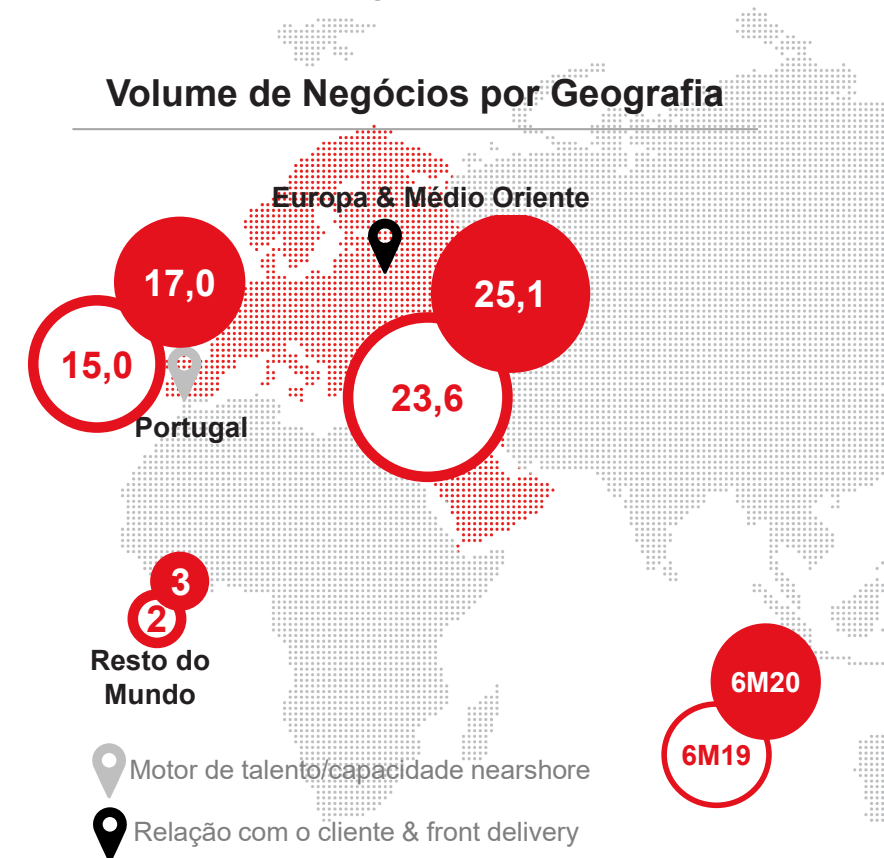 Volume de Negócios por Geografia
Europa & Médio Oriente
17,0
25,1
15,0
23,6
Portugal
3
2
Resto do
Mundo
6M20
6M19
Motor de talento/capacidade nearshore
Relação com o cliente & front delivery